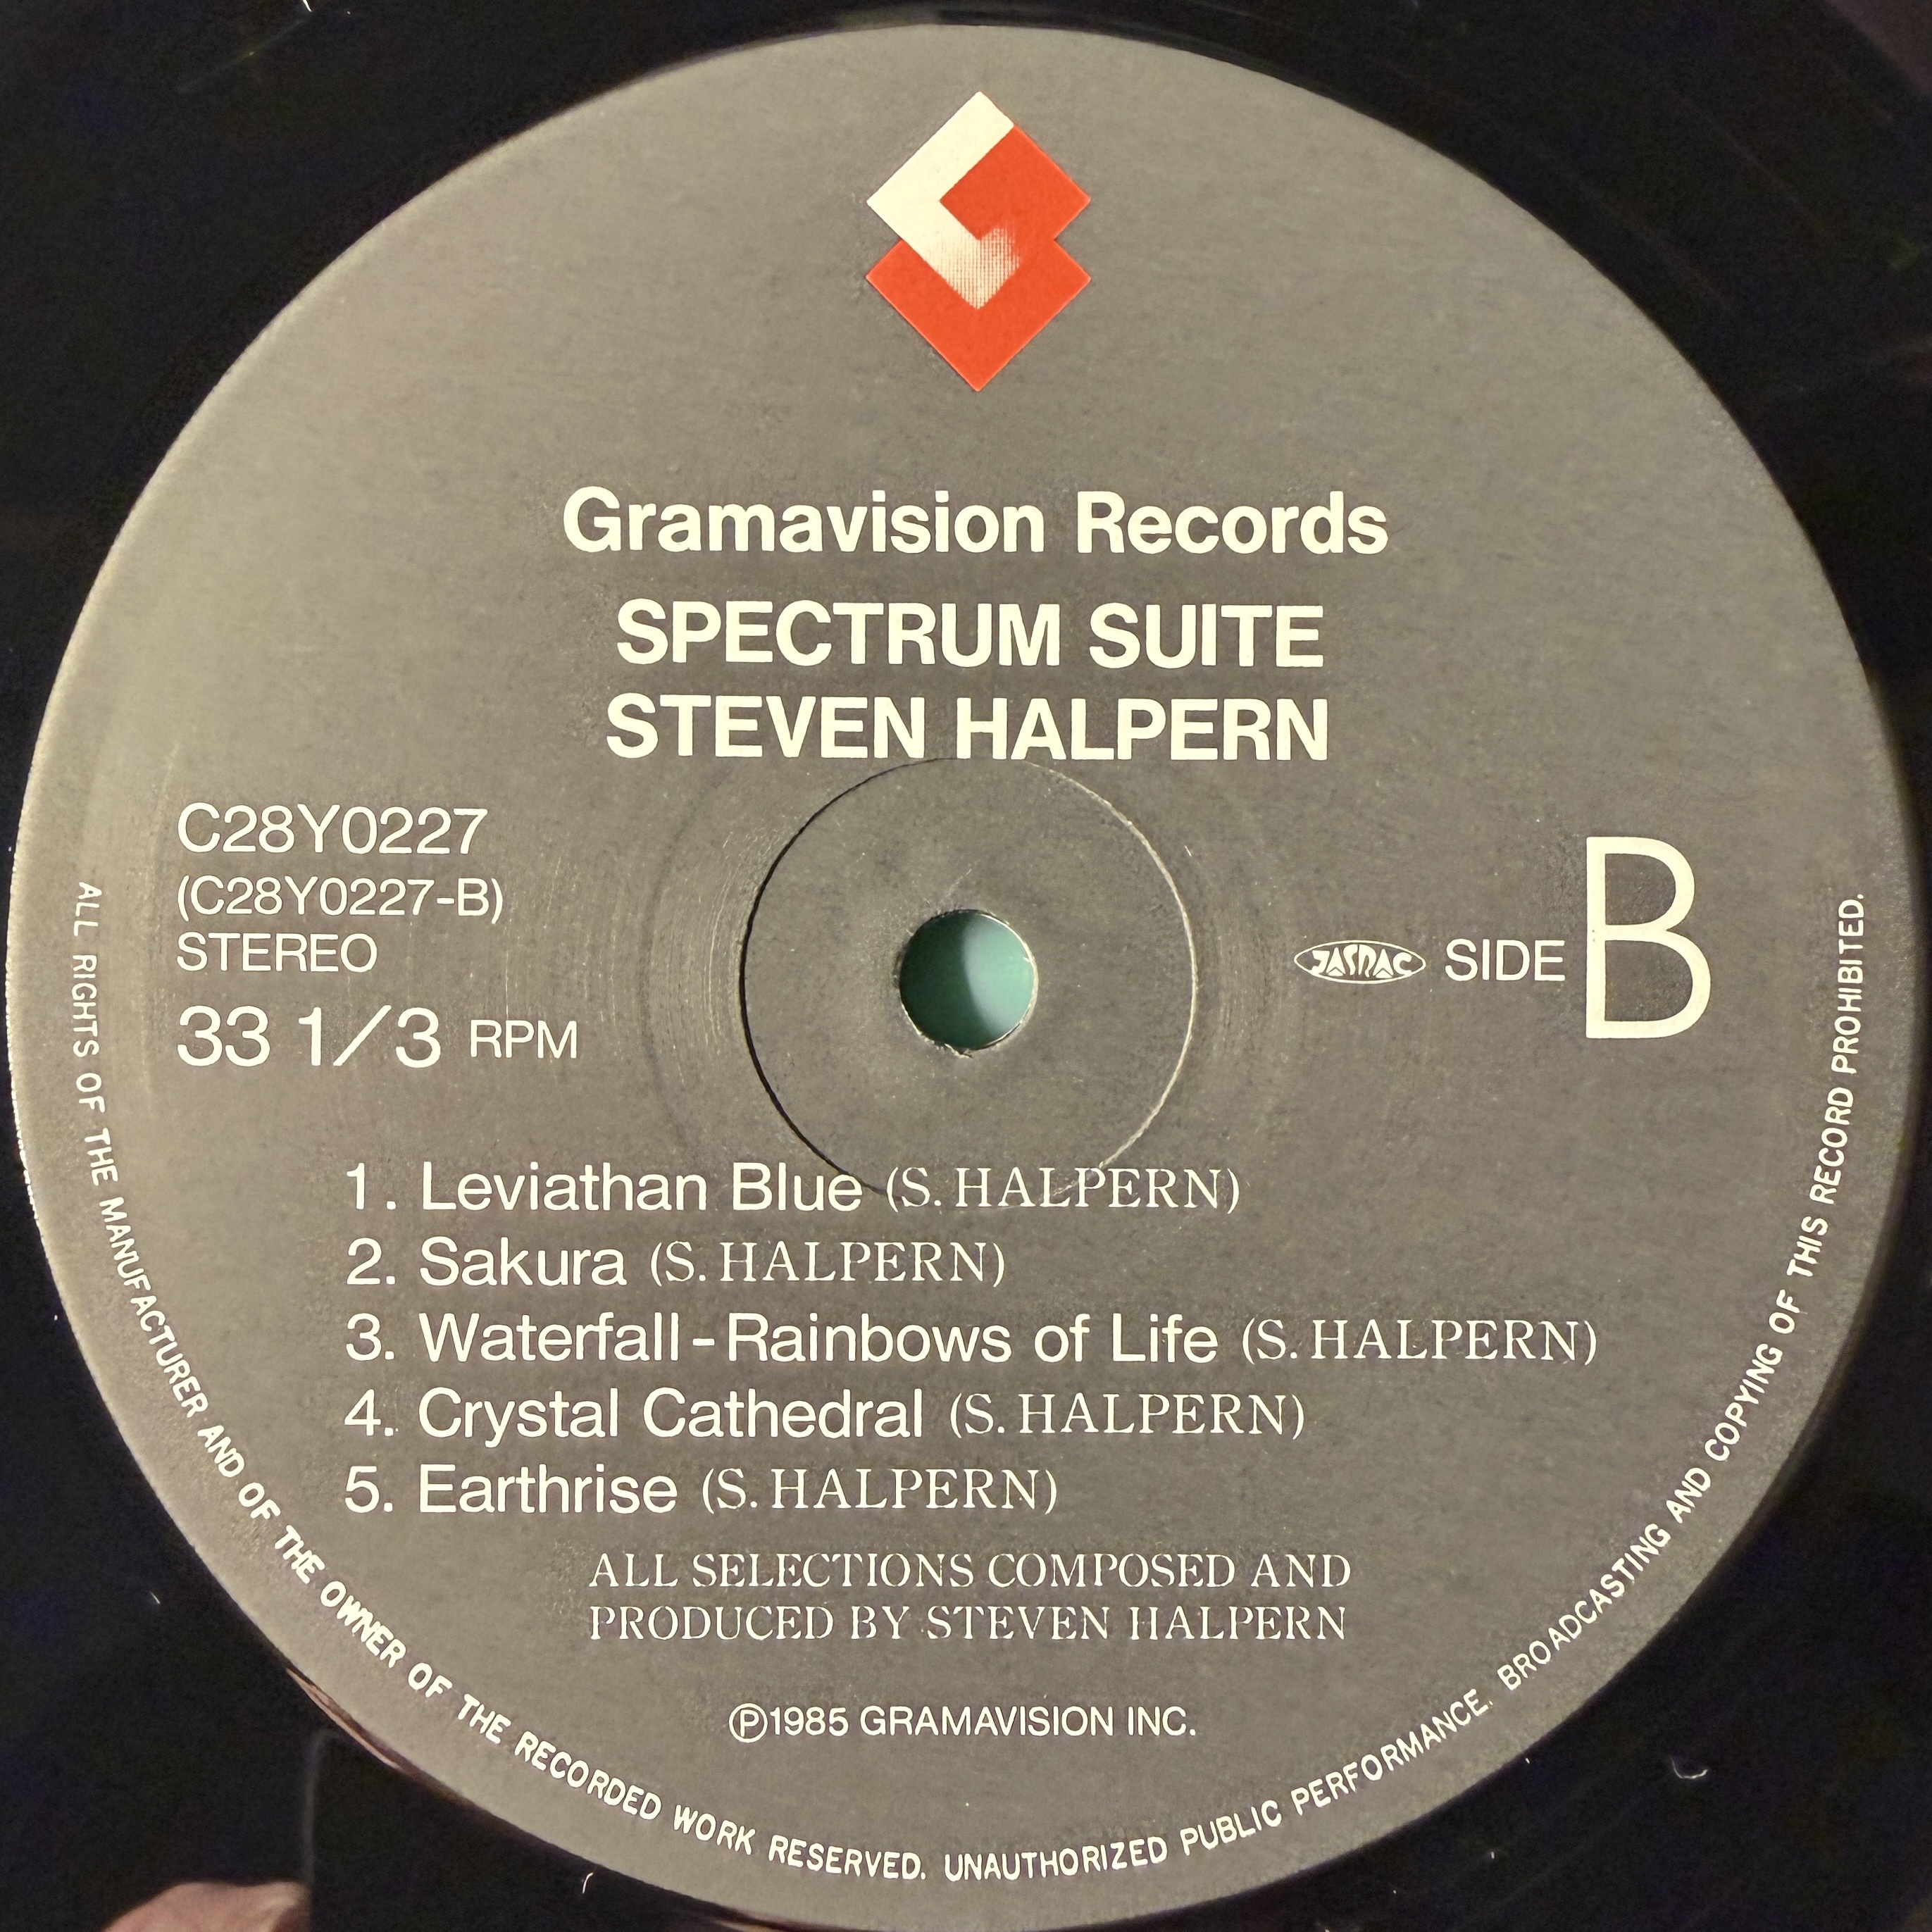 Gramavision Records
SPECTRUM SUITE
STEVEN HALPERN
C28Y0227
(C28Y0227-B)
STEREO
33 1/3 RPM
JASRAC SIDE B
1. Leviathan Blue (S. HALPERN)
2. Sakura (S. HALPERN)
3. Waterfall-Rainbows of Life (S. HALPERN)
4. Crystal Cathedral (S. HALPERN)
5. Earthrise (S. HALPERN)
ALL SELECTIONS COMPOSED AND
PRODUCED BY STEVEN HALPERN
℗1985 GRAMAVISION INC.
ALL RIGHTS OF THE MANUFACTURER AND OF THE OWNER OF THE RECORDED WORK RESERVED. UNAUTHORIZED PUBLIC PERFORMANCE. BROADCASTING AND COPYING OF THIS RECORD PROHIBITED.